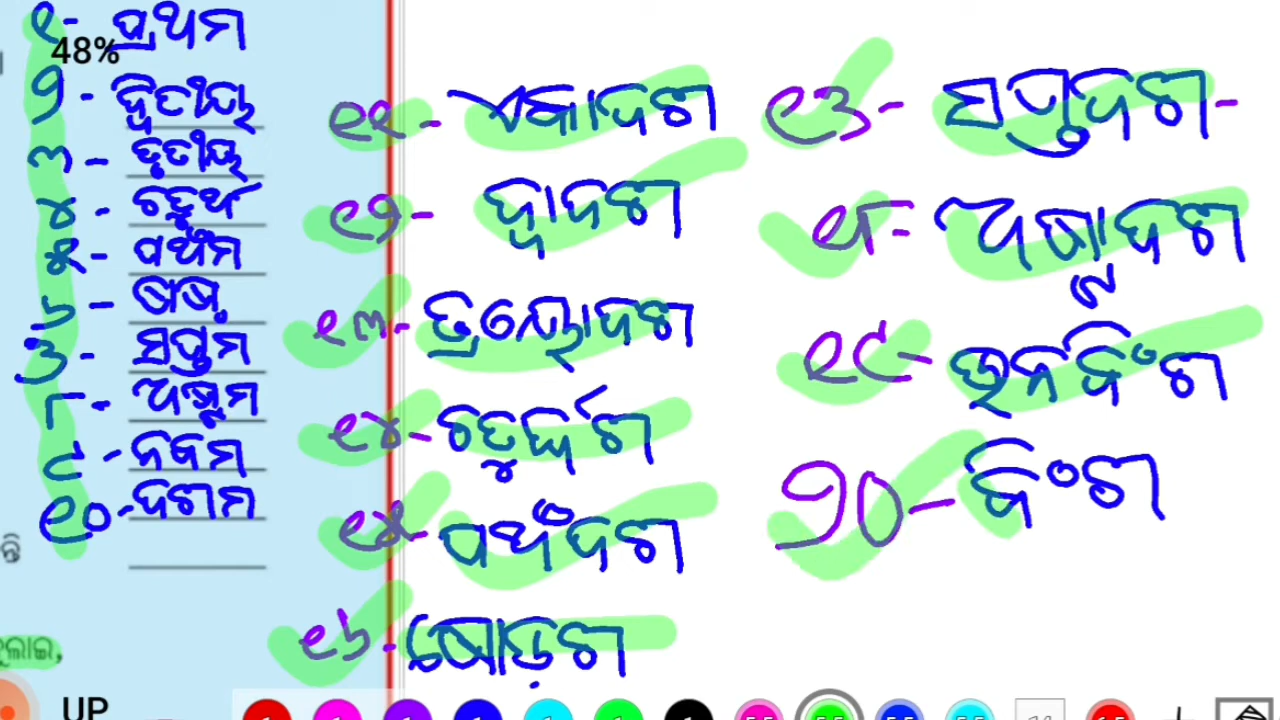 ୧- ପ୍ରଥମ
48%
୨- ଦ୍ୱିତୀୟ
୩- ତୃତୀୟ
୪- ଚତୁର୍ଥ
୫- ପଞ୍ଚମ
୬- ଷଷ୍ଠ
୭- ସପ୍ତମ
୮- ଅଷ୍ଟମ
୯- ନବମ
୧୦- ଦଶମ
୧୧- ଏକାଦଶ
୧୨- ଦ୍ୱାଦଶ
୧୩- ତ୍ରୟୋଦଶ
୧୪- ଚତୁର୍ଦ୍ଦଶ
୧୫- ପଞ୍ଚଦଶ
୧୬- ଷୋଡ଼ଶ
୧୭- ସପ୍ତଦଶ-
୧୮- ଅଷ୍ଟାଦଶ
୧୯- ଊନବିଂଶ
୨୦- ବିଂଶ
UP